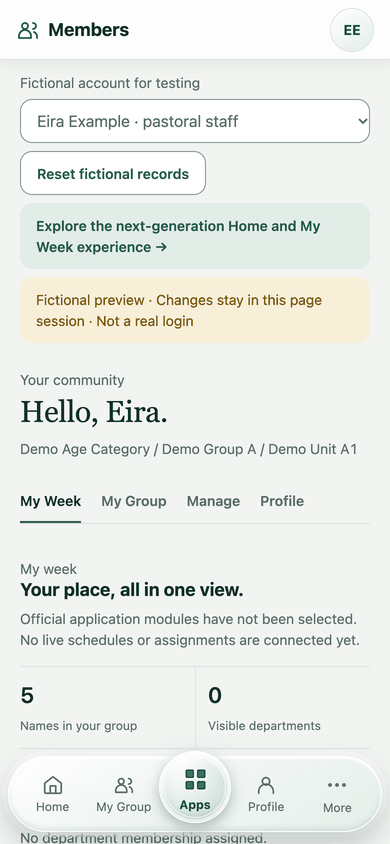 Members
EE
Fictional account for testing
Eira Example · pastoral staff
Reset fictional records
Explore the next-generation Home and My
Week experience →
Fictional preview · Changes stay in this page
session · Not a real login
Your community
Hello, Eira.
Demo Age Category / Demo Group A / Demo Unit A1
My Week
My Group
Manage
Profile
My week
Your place, all in one view.
Official application modules have not been selected.
No live schedules or assignments are connected yet.
5
Names in your group
0
Visible departments
Home
My Group
Apps
Profile
More
No department membership assigned.